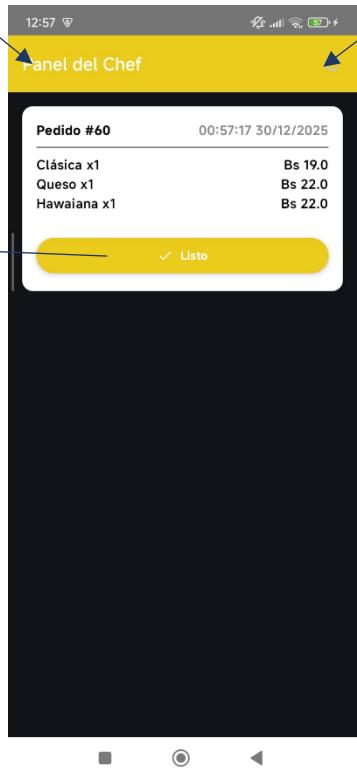 12:57
57
Panel del Chef
Pedido #60 00:57:17 30/12/2025
Clásica x1 Bs 19.0
Queso x1 Bs 22.0
Hawaiana x1 Bs 22.0
Listo